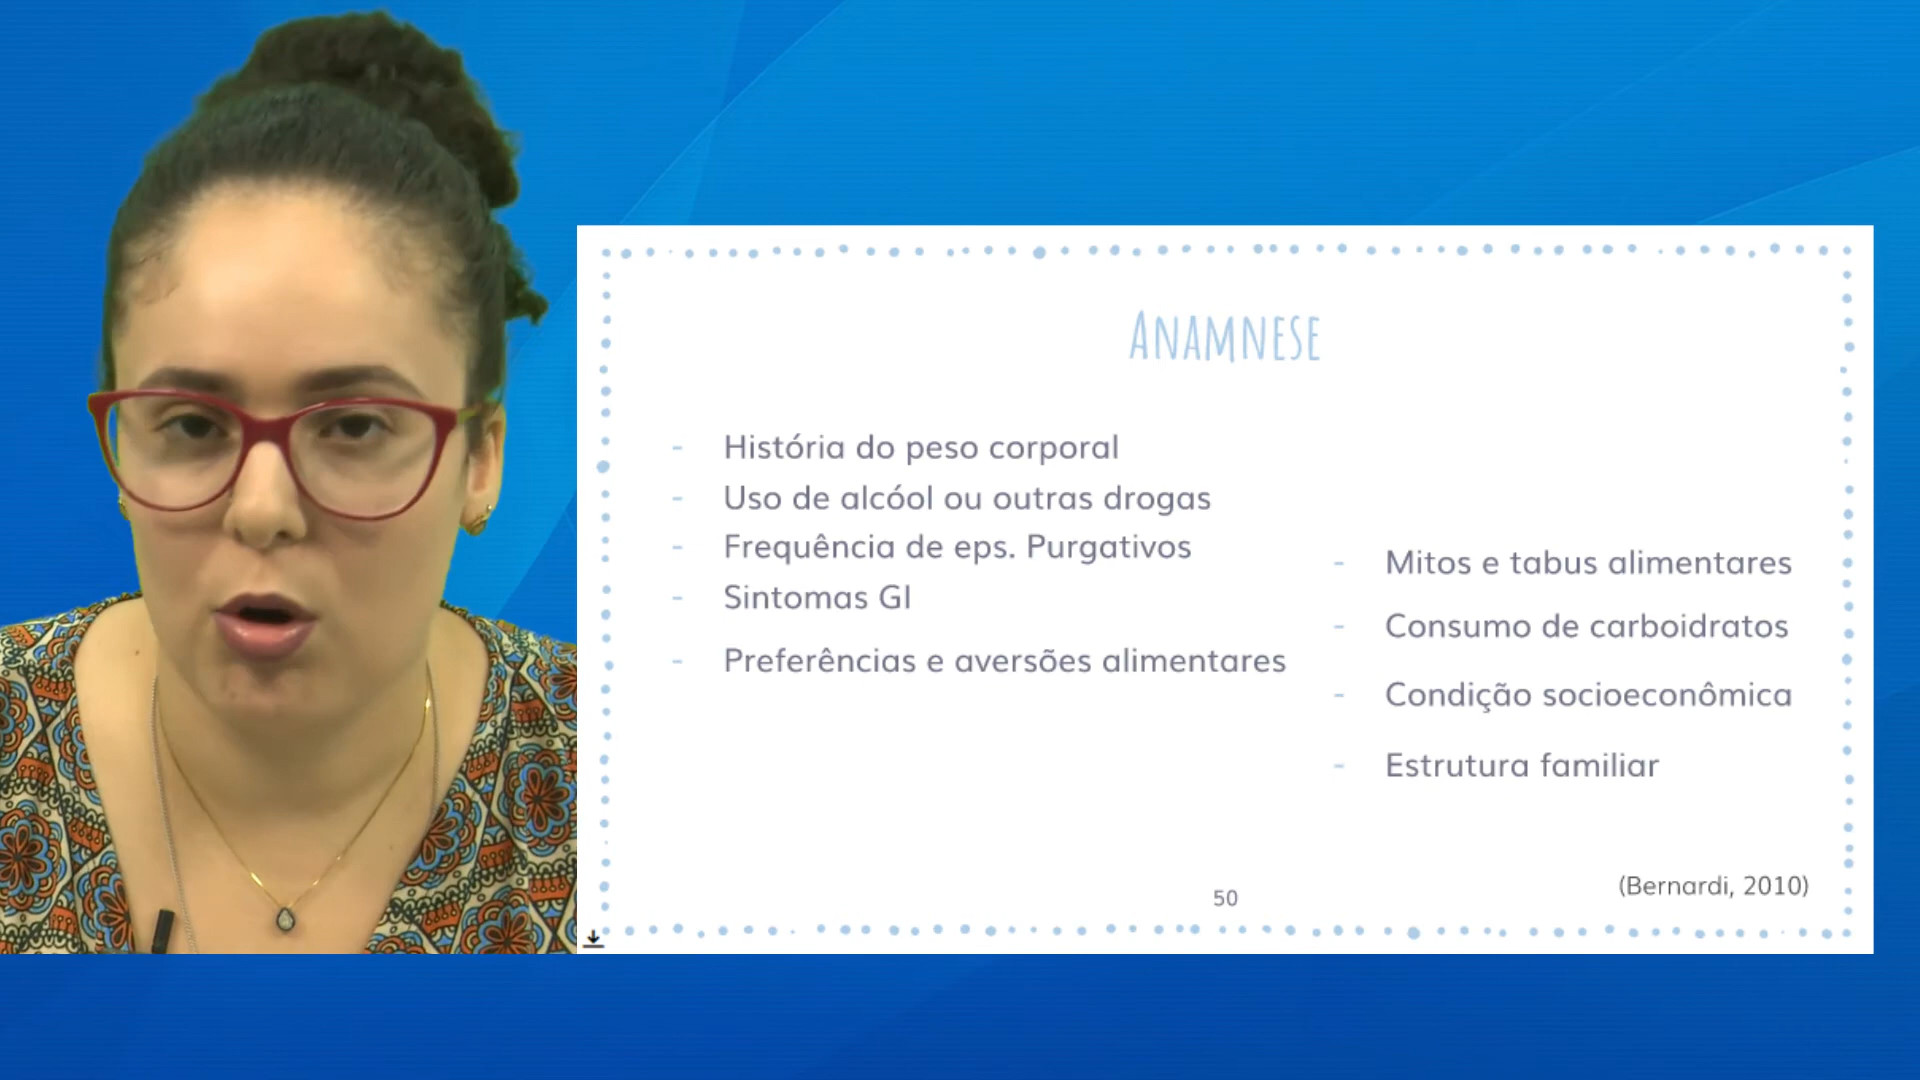 ANAMNESE
- História do peso corporal
- Uso de alcóol ou outras drogas
- Frequência de eps. Purgativos
- Sintomas GI
- Preferências e aversões alimentares
- Mitos e tabus alimentares
- Consumo de carboidratos
- Condição socioeconômica
- Estrutura familiar
(Bernardi, 2010)
50